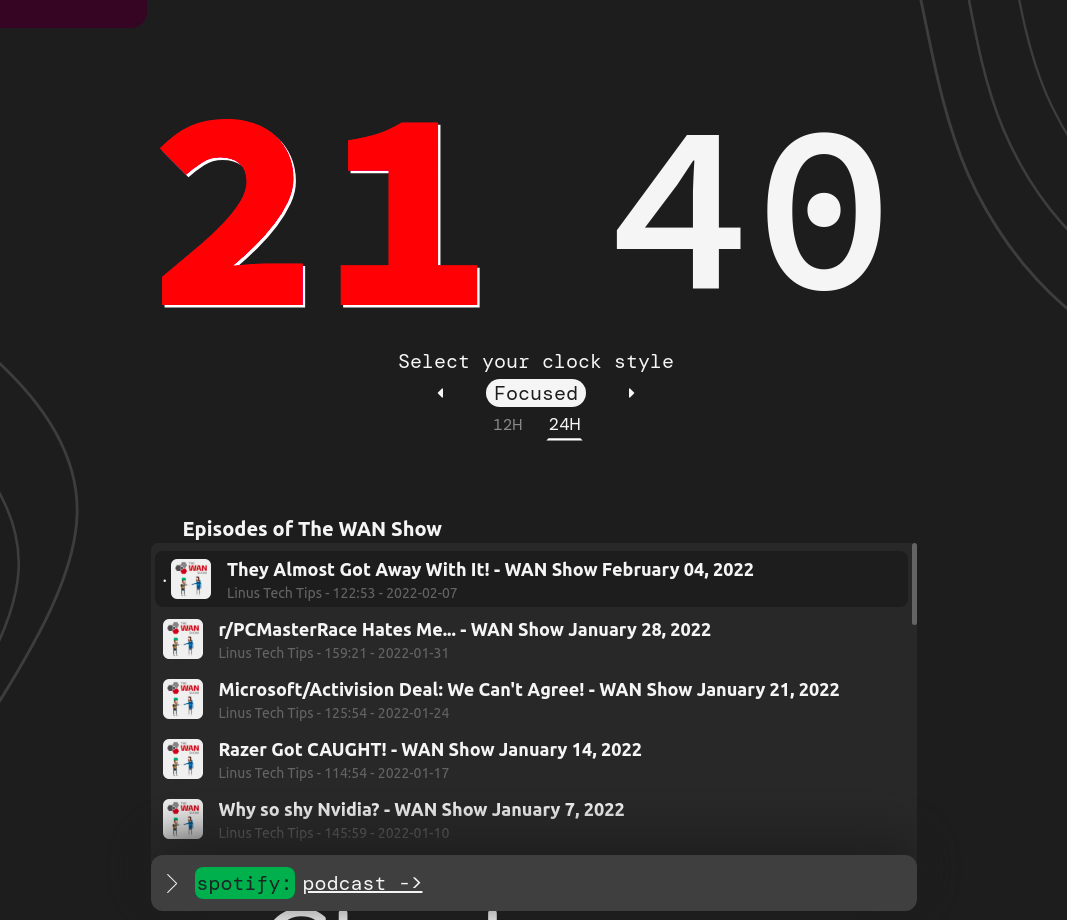 21 40
Select your clock style
Focused
12H 24H
Episodes of The WAN Show
They Almost Got Away With It! - WAN Show February 04, 2022
Linus Tech Tips - 122:53 - 2022-02-07
r/PCMasterRace Hates Me... - WAN Show January 28, 2022
Linus Tech Tips - 159:21 - 2022-01-31
Microsoft/Activision Deal: We Can't Agree! - WAN Show January 21, 2022
Linus Tech Tips - 125:54 - 2022-01-24
Razer Got CAUGHT! - WAN Show January 14, 2022
Linus Tech Tips - 114:54 - 2022-01-17
Why so shy Nvidia? - WAN Show January 7, 2022
Linus Tech Tips - 145:59 - 2022-01-10
spotify: podcast ->